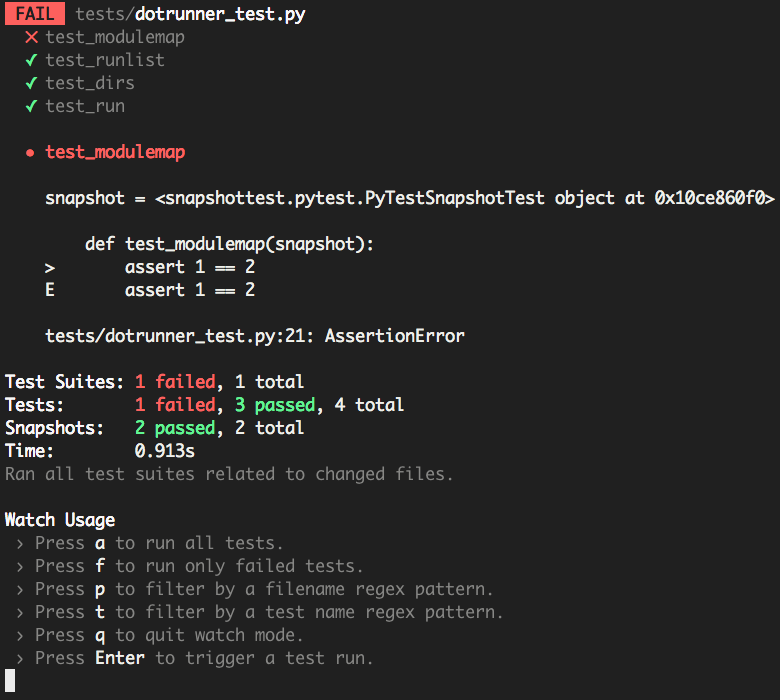 FAIL tests/dotrunner_test.py
✕ test_modulemap
✓ test_runlist
✓ test_dirs
✓ test_run
● test_modulemap
snapshot = <snapshottest.pytest.PyTestSnapshotTest object at 0x10ce860f0>
def test_modulemap(snapshot):
> assert 1 == 2
E assert 1 == 2
tests/dotrunner_test.py:21: AssertionError
Test Suites: 1 failed, 1 total
Tests: 1 failed, 3 passed, 4 total
Snapshots: 2 passed, 2 total
Time: 0.913s
Ran all test suites related to changed files.
Watch Usage
› Press a to run all tests.
› Press f to run only failed tests.
› Press p to filter by a filename regex pattern.
› Press t to filter by a test name regex pattern.
› Press q to quit watch mode.
› Press Enter to trigger a test run.